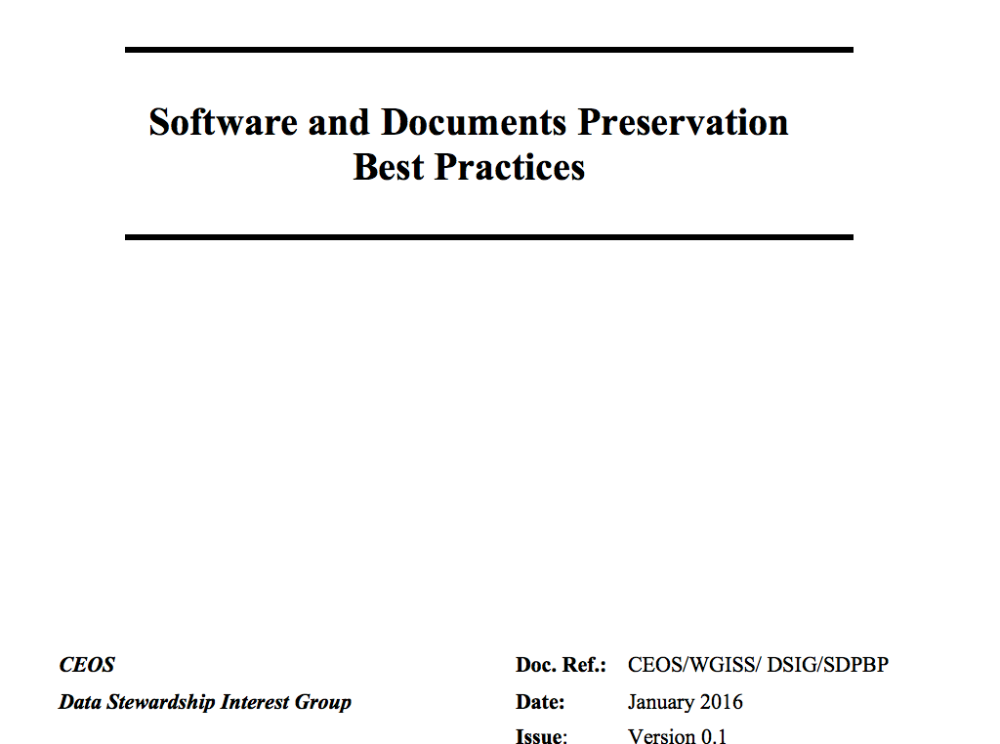 Software and Documents Preservation
Best Practices
CEOS
Data Stewardship Interest Group
Doc. Ref.: CEOS/WGISS/ DSIG/SDPBP
Date: January 2016
Issue: Version 0.1